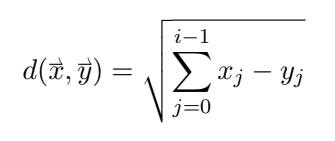 $d(\vec{x}, \vec{y}) = \sqrt{\sum_{j=0}^{i-1} x_j - y_j}$